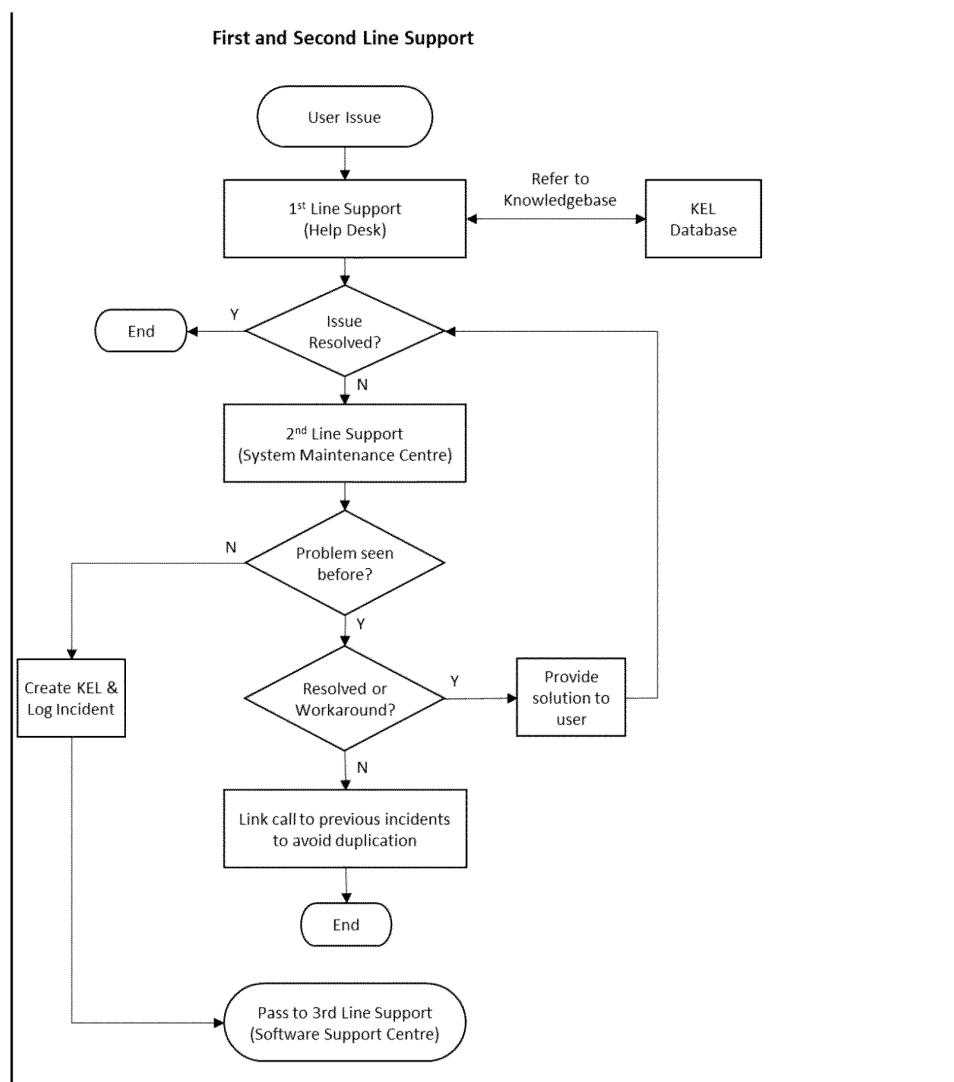 First and Second Line Support
User Issue
1st Line Support
(Help Desk)
Refer to
Knowledgebase
KEL
Database
Y
End
Issue
Resolved?
N
2nd Line Support
(System Maintenance Centre)
N
Problem seen
before?
Y
Create KEL &
Log Incident
Resolved or
Workaround?
Y
Provide
solution to
user
N
Link call to previous incidents
to avoid duplication
End
Pass to 3rd Line Support
(Software Support Centre)